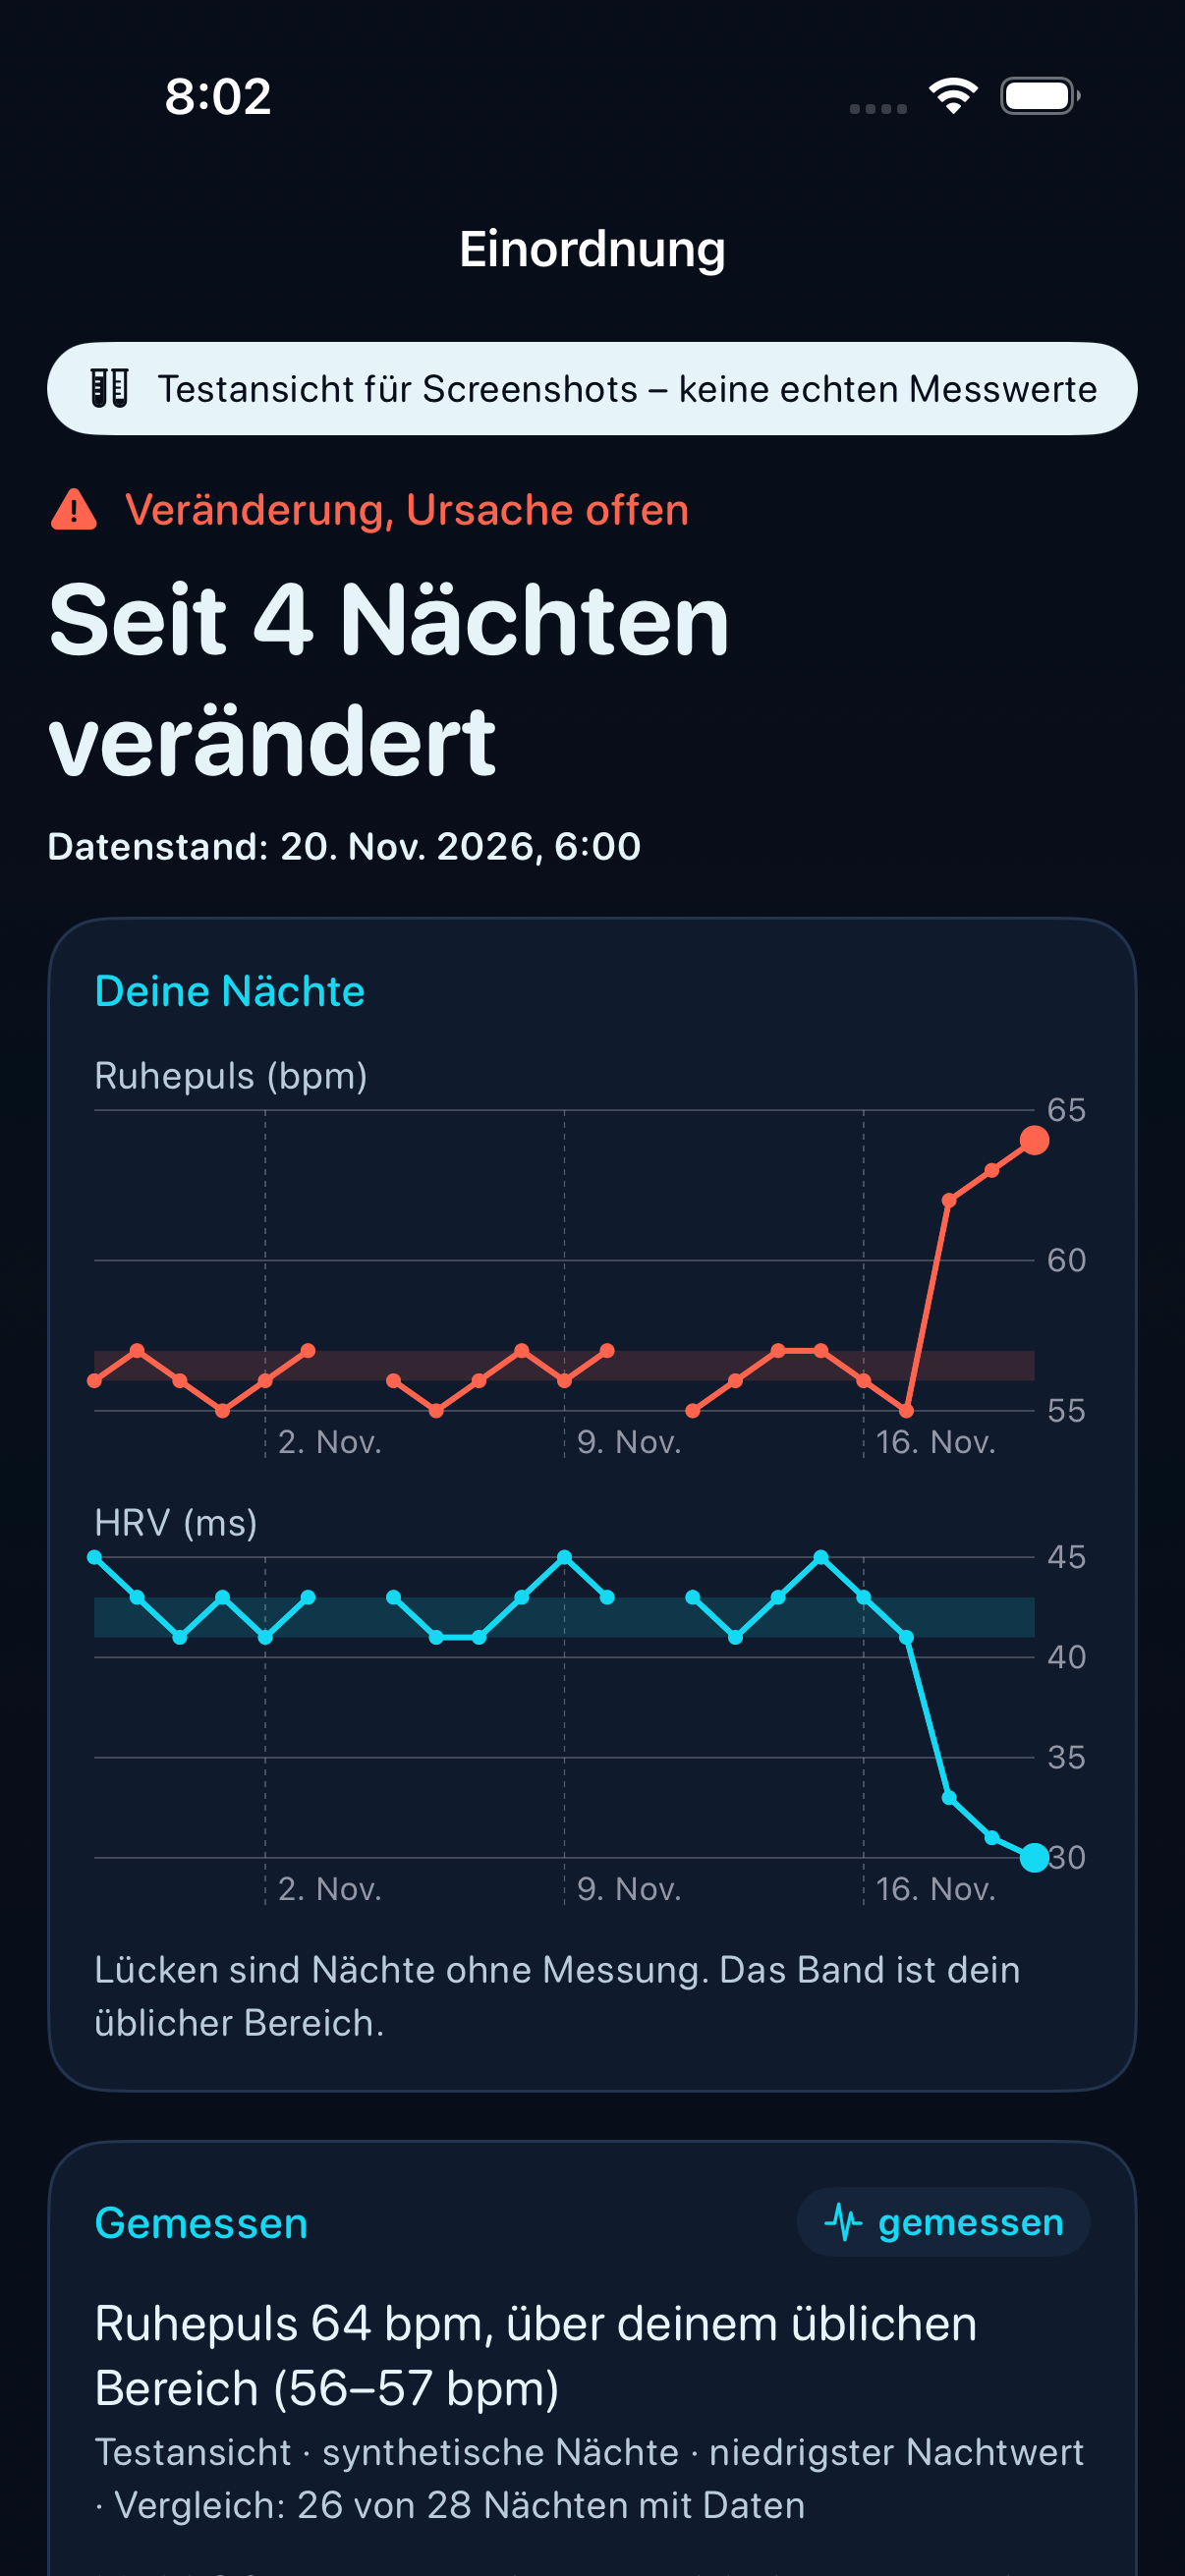 8:02
Einordnung
Testansicht für Screenshots – keine echten Messwerte
Veränderung, Ursache offen
Seit 4 Nächten
verändert
Datenstand: 20. Nov. 2026, 6:00
Deine Nächte
Ruhepuls (bpm)
65
60
55
2. Nov.
9. Nov.
16. Nov.
HRV (ms)
45
40
35
30
2. Nov.
9. Nov.
16. Nov.
Lücken sind Nächte ohne Messung. Das Band ist dein
üblicher Bereich.
Gemessen
gemessen
Ruhepuls 64 bpm, über deinem üblichen
Bereich (56–57 bpm)
Testansicht · synthetische Nächte · niedrigster Nachtwert
· Vergleich: 26 von 28 Nächten mit Daten